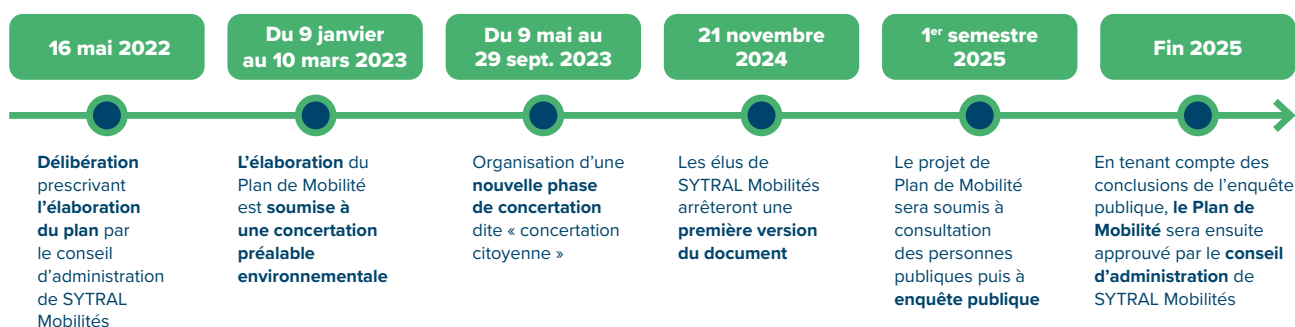 16 mai 2022
Du 9 janvier
au 10 mars 2023
Du 9 mai au
29 sept. 2023
21 novembre
2024
1er semestre
2025
Fin 2025
Délibération
prescrivant
l’élaboration
du plan par
le conseil
d’administration
de SYTRAL
Mobilités
L’élaboration du
Plan de Mobilité
est soumise à
une concertation
préalable
environnementale
Organisation d’une
nouvelle phase
de concertation
dite « concertation
citoyenne »
Les élus de
SYTRAL Mobilités
arrêteront une
première version
du document
Le projet de
Plan de Mobilité
sera soumis à
consultation
des personnes
publiques puis à
enquête publique
En tenant compte des
conclusions de l’enquête
publique, le Plan de
Mobilité sera ensuite
approuvé par le conseil
d’administration de
SYTRAL Mobilités